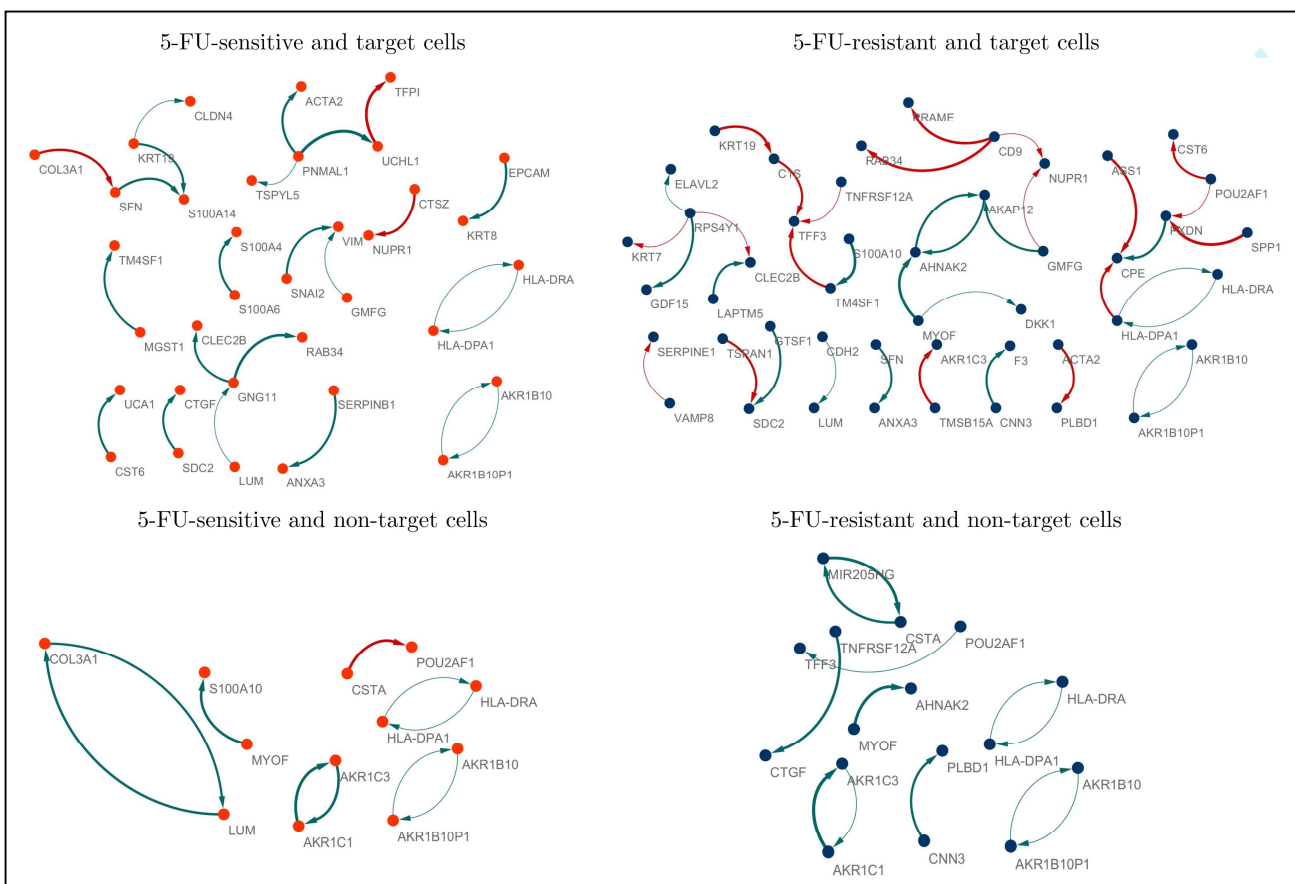 5-FU-sensitive and target cells
TFPI
ACTA2
CLDN4
KRT19
COL3A1
PNMAL1
UCHL1
EPCAM
TSPYL5
SFN
S100A14
CTSZ
KRT8
S100A4
VIM
NUPR1
TM4SF1
HLA-DRA
SNAI2
S100A6
GMFG
MGST1
CLEC2B
RAB34
HLA-DPA1
UCA1
CTGF
GNG11
SERPINB1
AKR1B10
CST6
SDC2
LUM
ANXA3
AKR1B10P1
5-FU-resistant and target cells
PRAME
KRT19
CD9
CST6
RAB34
CTS
NUPR1
ASS1
ELAVL2
TNFRSF12A
POU2AF1
AKAP12
RPS4Y1
TFF3
PXDN
SPP1
KRT7
S100A10
CLEC2B
AHNAK2
GMFG
CPE
HLA-DRA
GDF15
LAPTM5
TM4SF1
MYOF
DKK1
HLA-DPA1
SERPINE1
TSPAN1
GTSF1
CDH2
SFN
AKR1C3
F3
ACTA2
AKR1B10
VAMP8
SDC2
LUM
ANXA3
TMSB15A
CNN3
PLBD1
AKR1B10P1
5-FU-sensitive and non-target cells
COL3A1
POU2AF1
S100A10
CSTA
HLA-DRA
HLA-DPA1
MYOF
AKR1C3
AKR1B10
LUM
AKR1C1
AKR1B10P1
5-FU-resistant and non-target cells
MIR205HG
CSTA
TNFRSF12A
POU2AF1
TFF3
AHNAK2
HLA-DRA
MYOF
HLA-DPA1
CTGF
AKR1C3
PLBD1
AKR1B10
AKR1C1
CNN3
AKR1B10P1